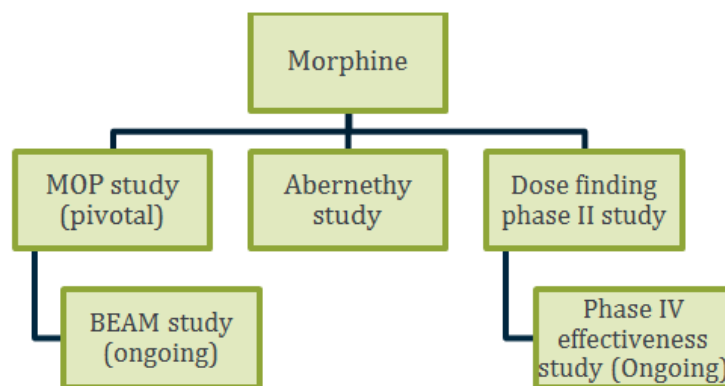 Morphine
MOP study
(pivotal)
Abernethy
study
Dose finding
phase II study
BEAM study
(ongoing)
Phase IV
effectiveness
study (Ongoing)